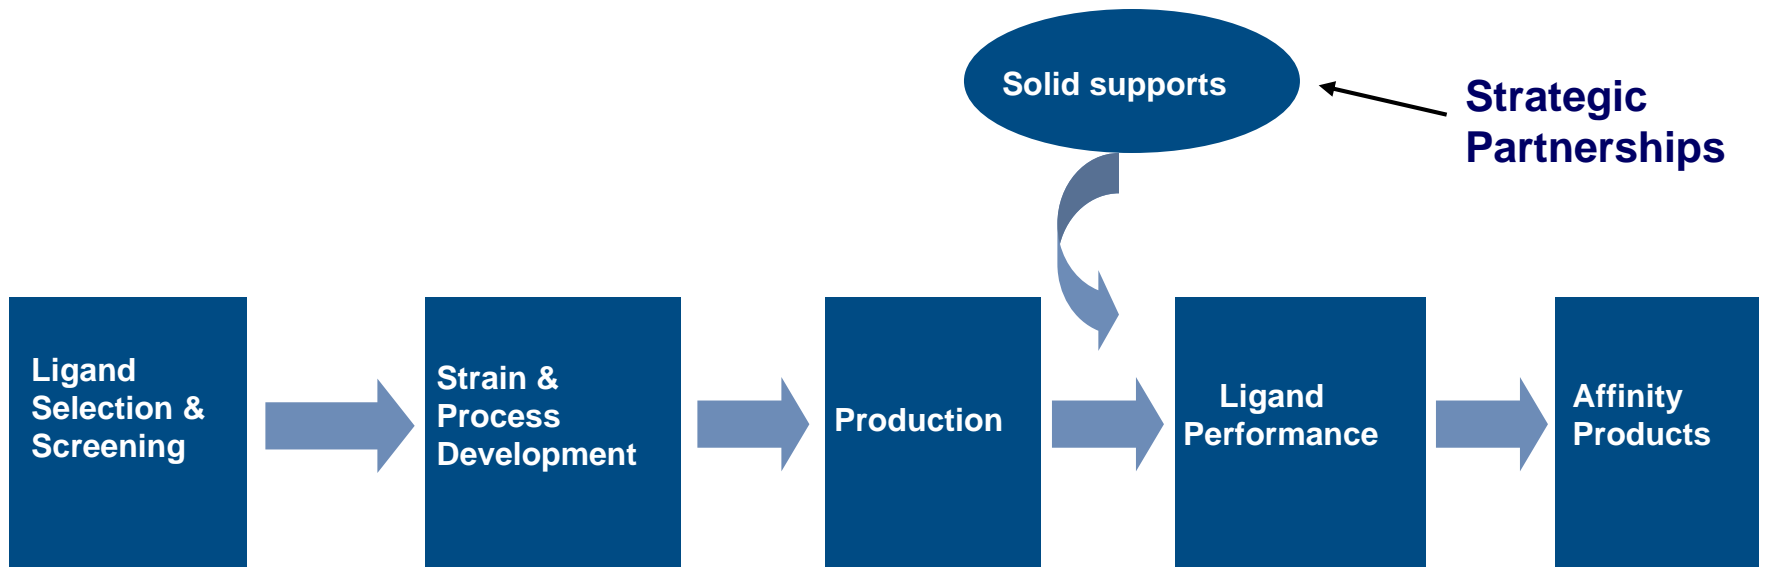 Solid supports
Strategic
Partnerships
Ligand
Selection &
Screening
Strain &
Process
Development
Production
Ligand
Performance
Affinity
Products